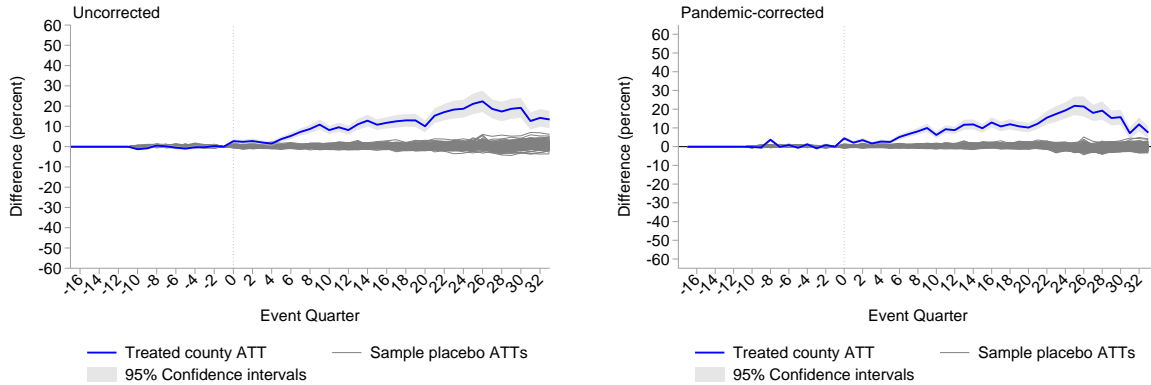 Uncorrected
Difference (percent)
60
50
40
30
20
10
0
-10
-20
-30
-40
-50
-60
-16 -14 -12 -10 -8 -6 -4 -2 0 2 4 6 8 10 12 14 16 18 20 22 24 26 28 30 32
Event Quarter
Treated county ATT Sample placebo ATTs
95% Confidence intervals
Pandemic-corrected
Difference (percent)
60
50
40
30
20
10
0
-10
-20
-30
-40
-50
-60
-16 -14 -12 -10 -8 -6 -4 -2 0 2 4 6 8 10 12 14 16 18 20 22 24 26 28 30 32
Event Quarter
Treated county ATT Sample placebo ATTs
95% Confidence intervals